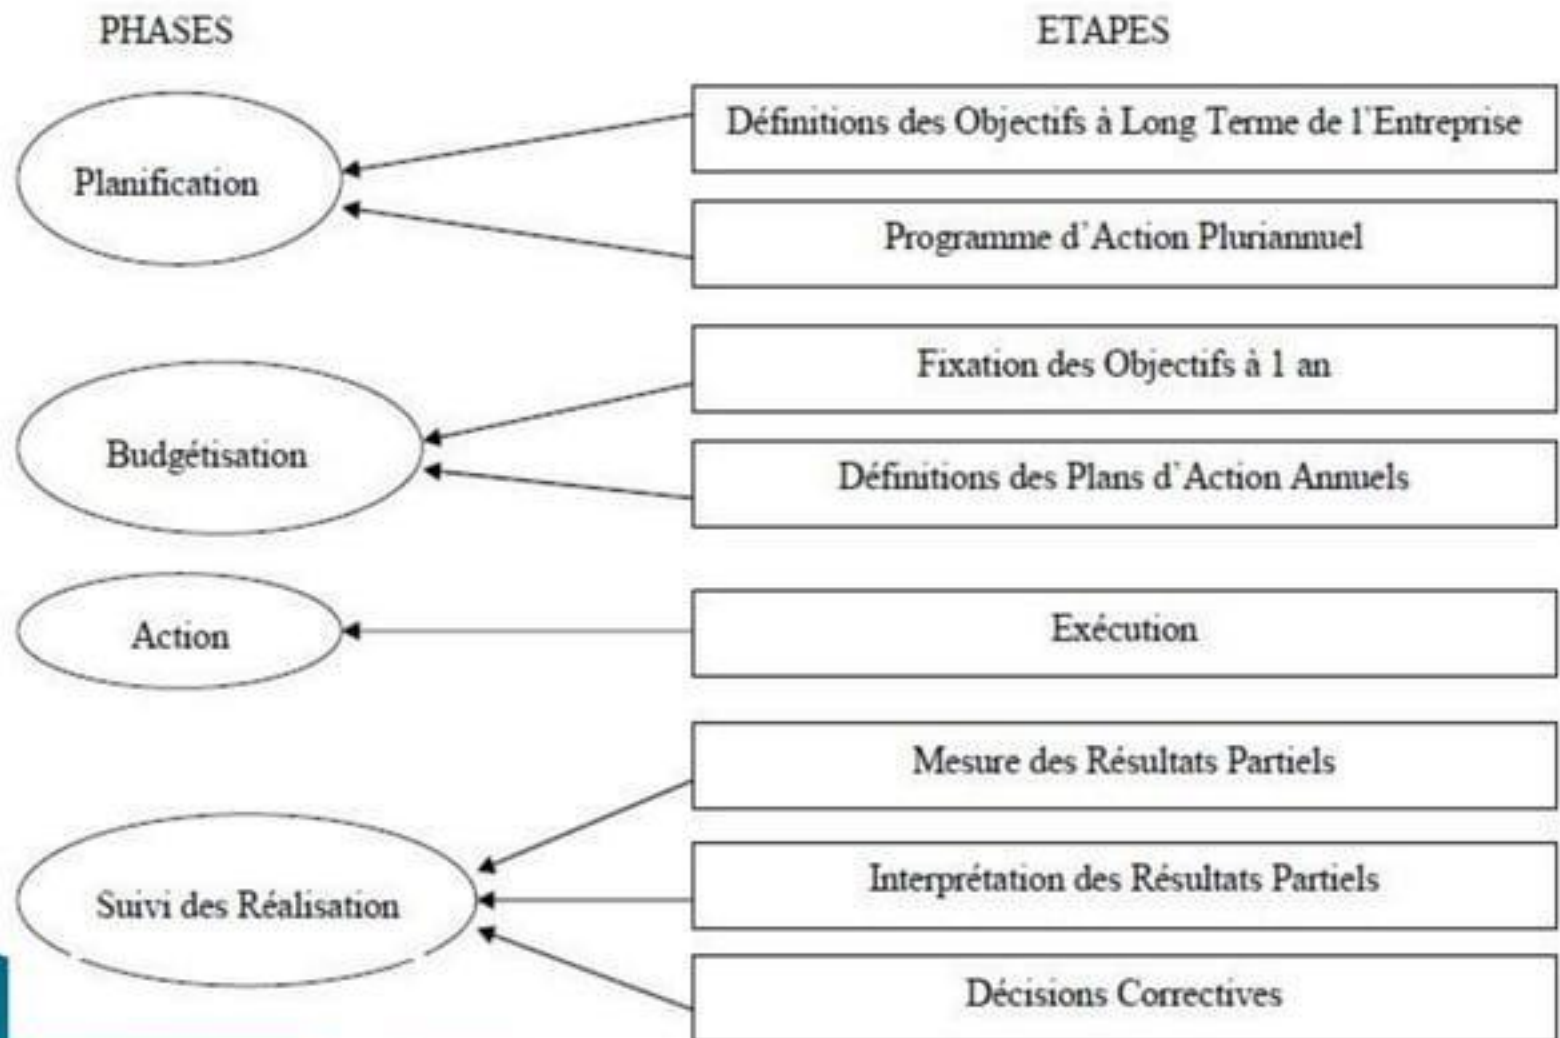 PHASES
ETAPES
Définitions des Objectifs à Long Terme de l'Entreprise
Planification
Programme d'Action Pluriannuel
Fixation des Objectifs à 1 an
Budgétisation
Définitions des Plans d'Action Annuels
Action
Exécution
Mesure des Résultats Partiels
Interprétation des Résultats Partiels
Suivi des Réalisation
Décisions Correctives